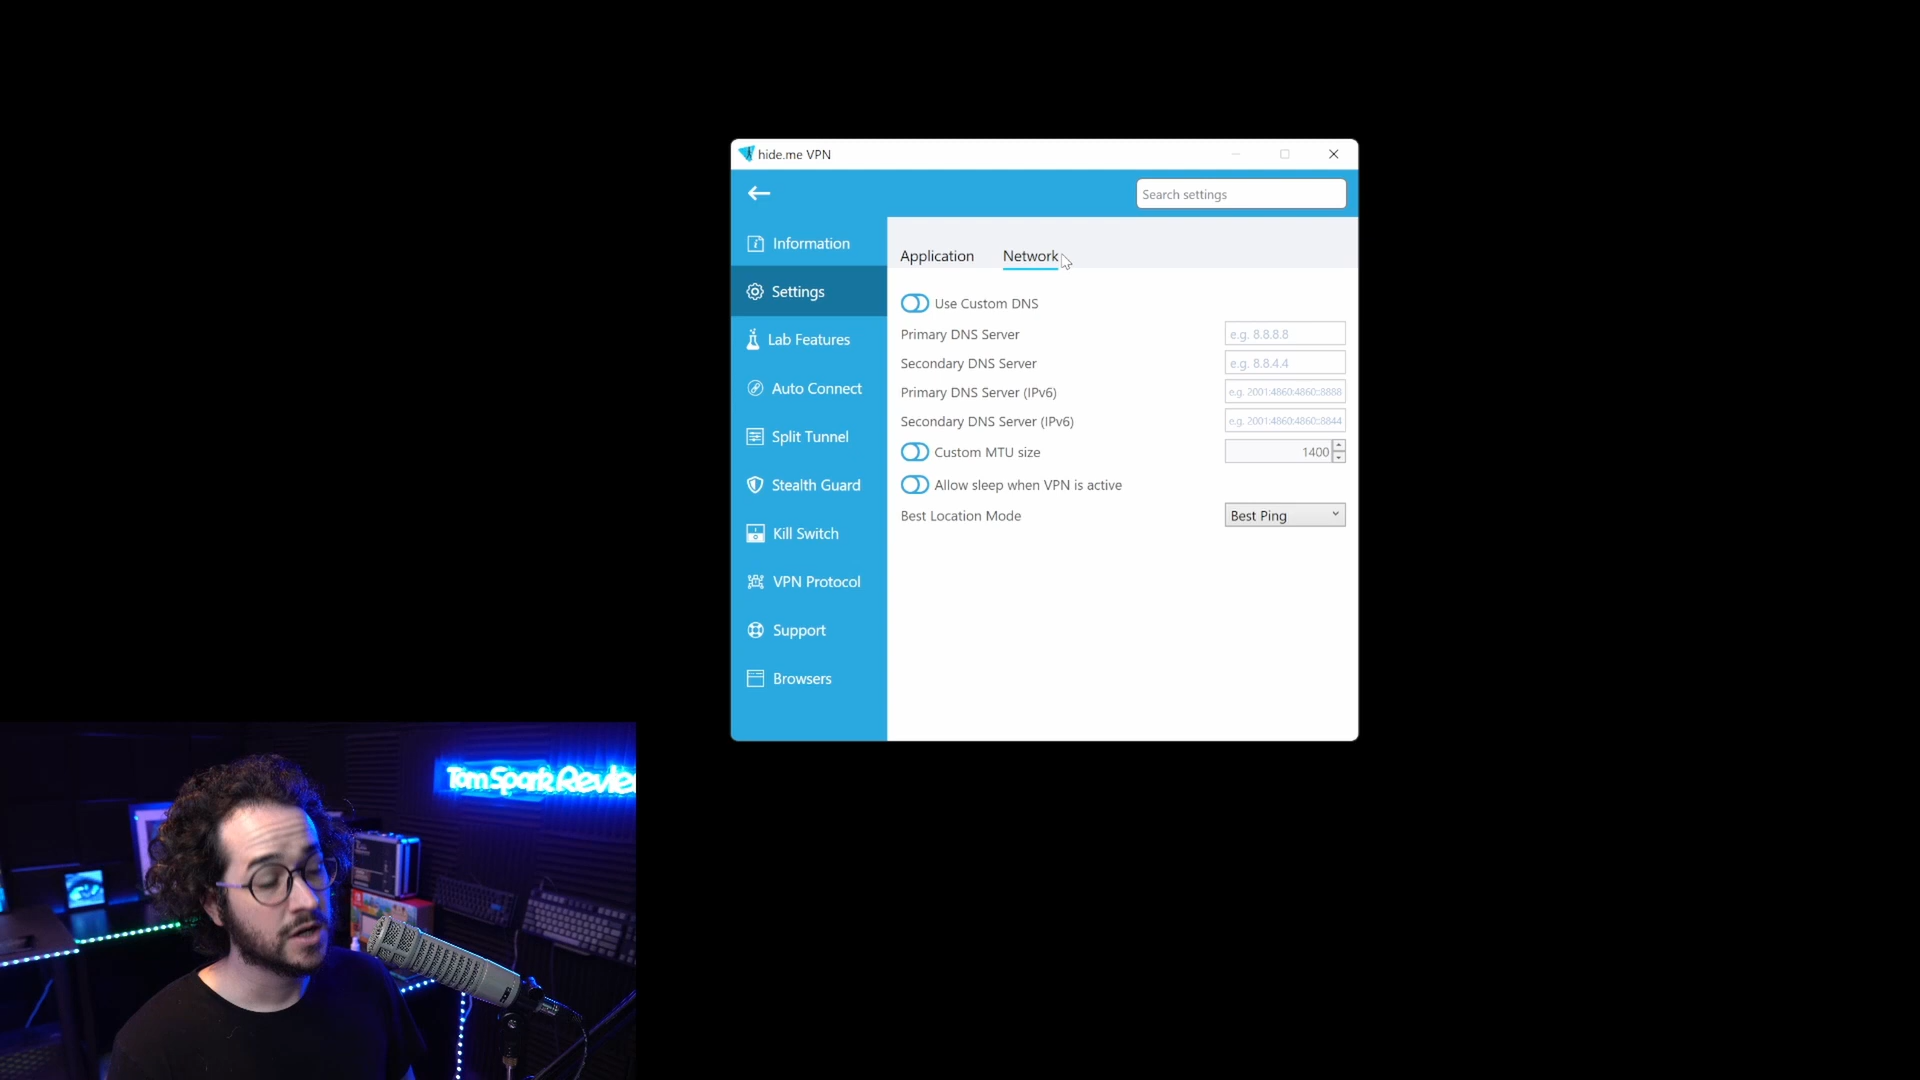 hide.me VPN
Search settings
Information
Settings
Lab Features
Auto Connect
Split Tunnel
Stealth Guard
Kill Switch
VPN Protocol
Support
Browsers
Application Network
Use Custom DNS
Primary DNS Server e.g. 8.8.8.8
Secondary DNS Server e.g. 8.8.4.4
Primary DNS Server (IPv6) e.g. 2001:4860:4860::8888
Secondary DNS Server (IPv6) e.g. 2001:4860:4860::8844
Custom MTU size 1400
Allow sleep when VPN is active
Best Location Mode Best Ping
Tom Spark Revie